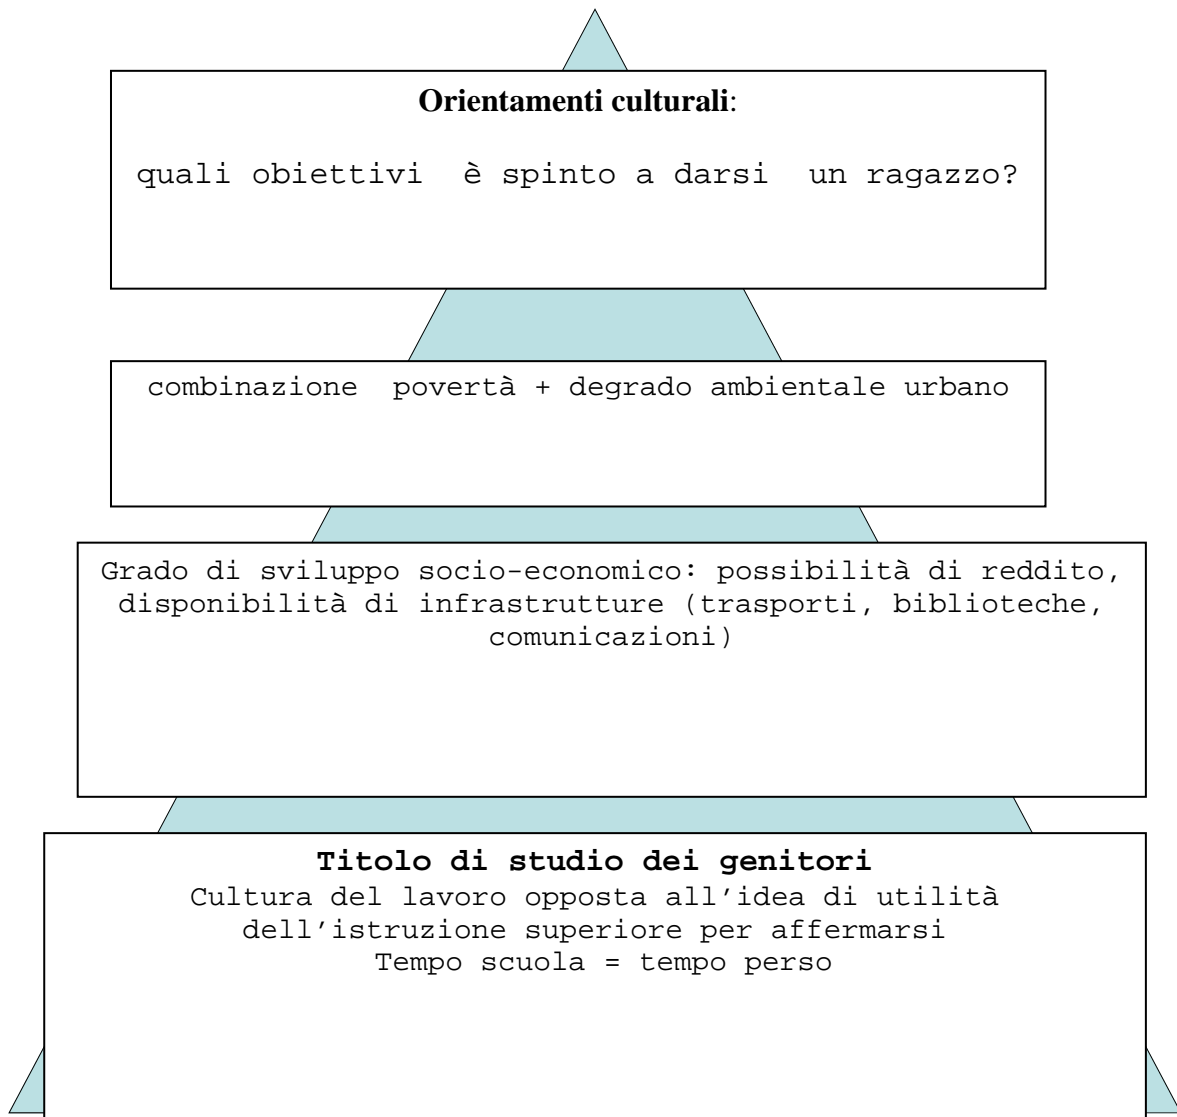 Orientamenti culturali:
quali obiettivi è spinto a darsi un ragazzo?
combinazione povertà + degrado ambientale urbano
Grado di sviluppo socio-economico: possibilità di reddito,
disponibilità di infrastrutture (trasporti, biblioteche,
comunicazioni)
Titolo di studio dei genitori
Cultura del lavoro opposta all'idea di utilità
dell'istruzione superiore per affermarsi
Tempo scuola = tempo perso